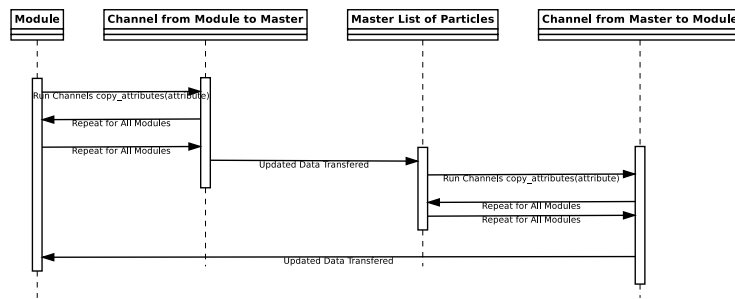 Module
Channel from Module to Master
Master List of Particles
Channel from Master to Module
Run Channels copy_attributes(attribute)
Repeat for All Modules
Repeat for All Modules
Updated Data Transfered
Run Channels copy_attributes(attribute)
Repeat for All Modules
Repeat for All Modules
Updated Data Transfered